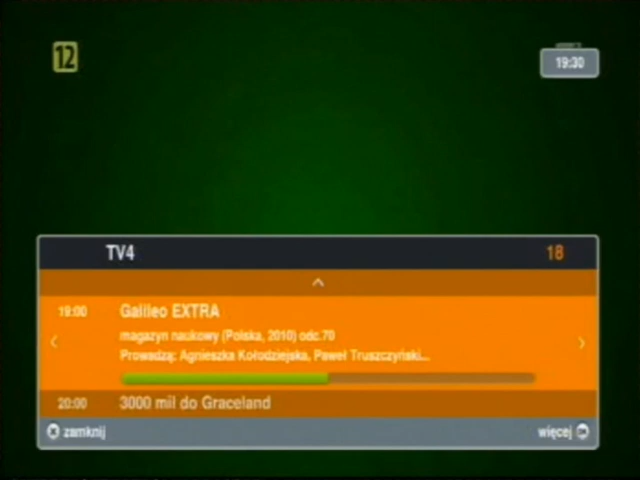 12
19:30
TV4 18
19:00 Galileo EXTRA
magazyn naukowy (Polska, 2010) odc.70
Prowadzą: Agnieszka Kołodziejska, Paweł Truszczyński...
20:00 3000 mil do Graceland
zamknij więcej OK